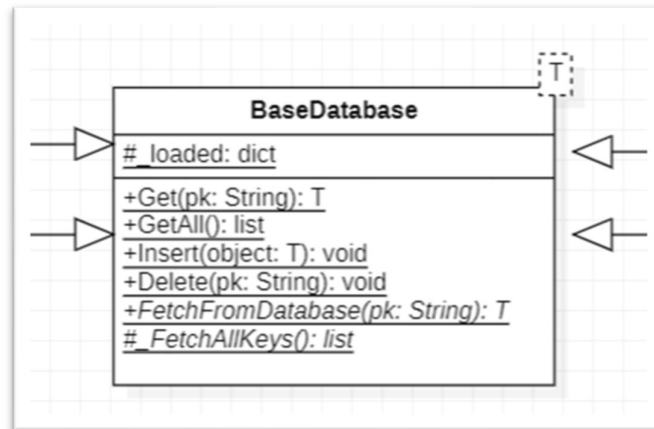 T
BaseDatabase
#_loaded: dict
+Get(pk: String): T
+GetAll(): list
+Insert(object: T): void
+Delete(pk: String): void
+FetchFromDatabase(pk: String): T
#_FetchAllKeys(): list